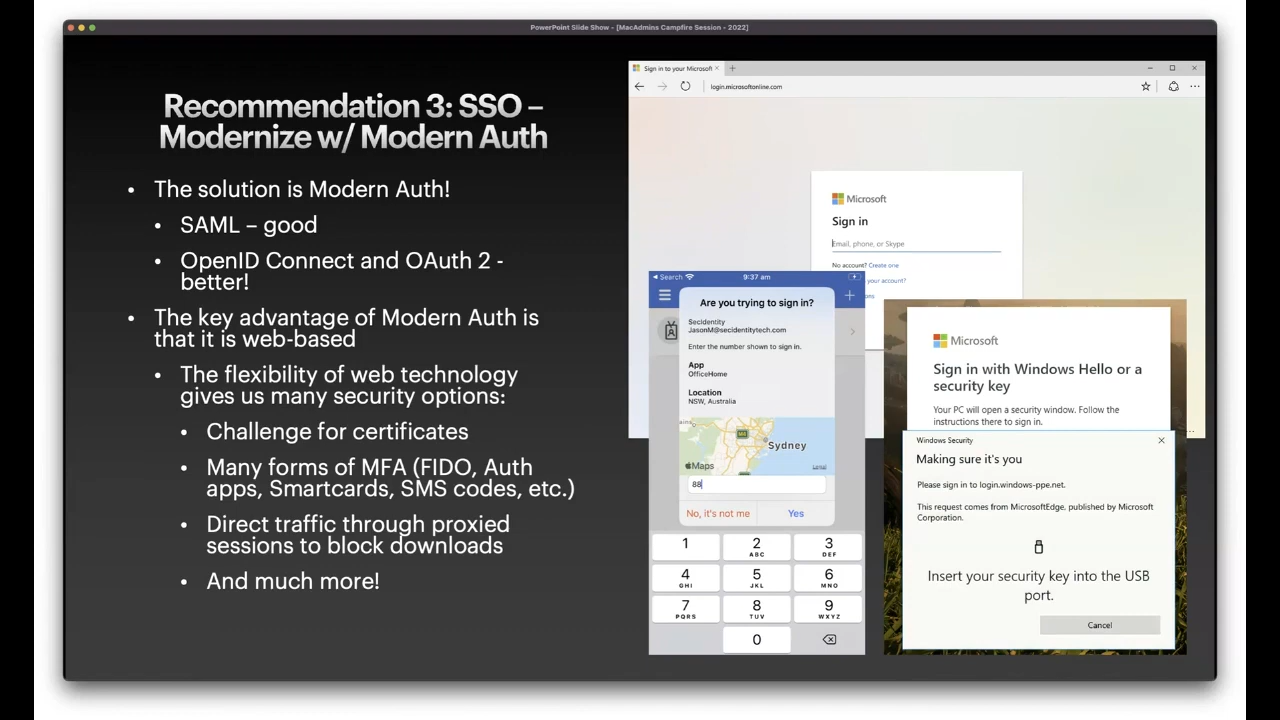 PowerPoint Slide Show - [MacAdmins Campfire Session - 2022]
Recommendation 3: SSO –
Modernize w/ Modern Auth
• The solution is Modern Auth!
• SAML – good
• OpenID Connect and OAuth 2 -
better!
• The key advantage of Modern Auth is
that it is web-based
• The flexibility of web technology
gives us many security options:
• Challenge for certificates
• Many forms of MFA (FIDO, Auth
apps, Smartcards, SMS codes, etc.)
• Direct traffic through proxied
sessions to block downloads
• And much more!
Sign in to your Microsoft
login.microsoftonline.com
Microsoft
Sign in
Email, phone, or Skype
No account? Create one
your account?
Search
9:37 am
Are you trying to sign in?
Secidentity
JasonM@secidentitytech.com
Enter the number shown to sign in.
App
OfficeHome
Location
NSW, Australia
Sydney
Maps
Legal
88
No, it's not me
Yes
1
2
ABC
3
DEF
4
GHI
5
JKL
6
MNO
7
PQRS
8
TUV
9
WXYZ
0
Microsoft
Sign in with Windows Hello or a
security key
Your PC will open a security window. Follow the
instructions there to sign in.
Windows Security
Making sure it's you
Please sign in to login.windows-ppe.net.
This request comes from MicrosoftEdge, published by Microsoft
Corporation.
Insert your security key into the USB
port.
Cancel